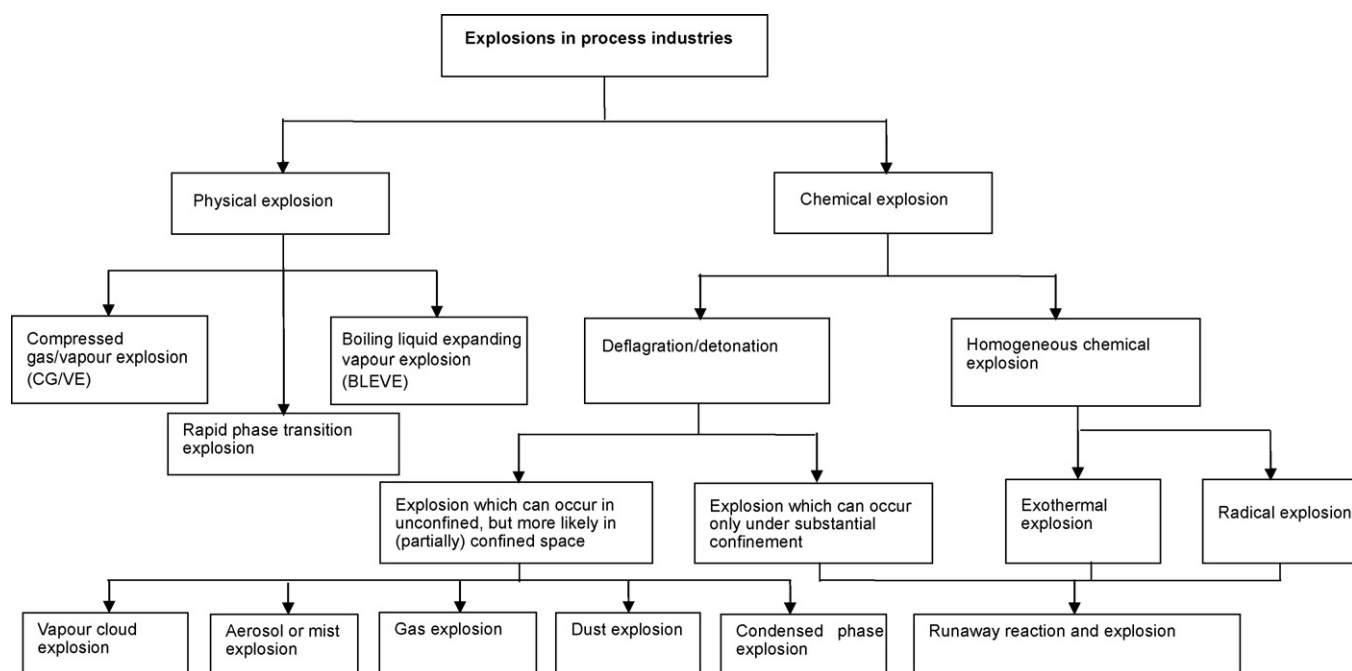 Explosions in process industries
Physical explosion
Chemical explosion
Compressed
gas/vapour explosion
(CG/VE)
Boiling liquid expanding
vapour explosion
(BLEVE)
Rapid phase transition
explosion
Deflagration/detonation
Homogeneous chemical
explosion
Explosion which can occur in
unconfined, but more likely in
(partially) confined space
Explosion which can occur
only under substantial
confinement
Exothermal
explosion
Radical explosion
Vapour cloud
explosion
Aerosol or mist
explosion
Gas explosion
Dust explosion
Condensed phase
explosion
Runaway reaction and explosion